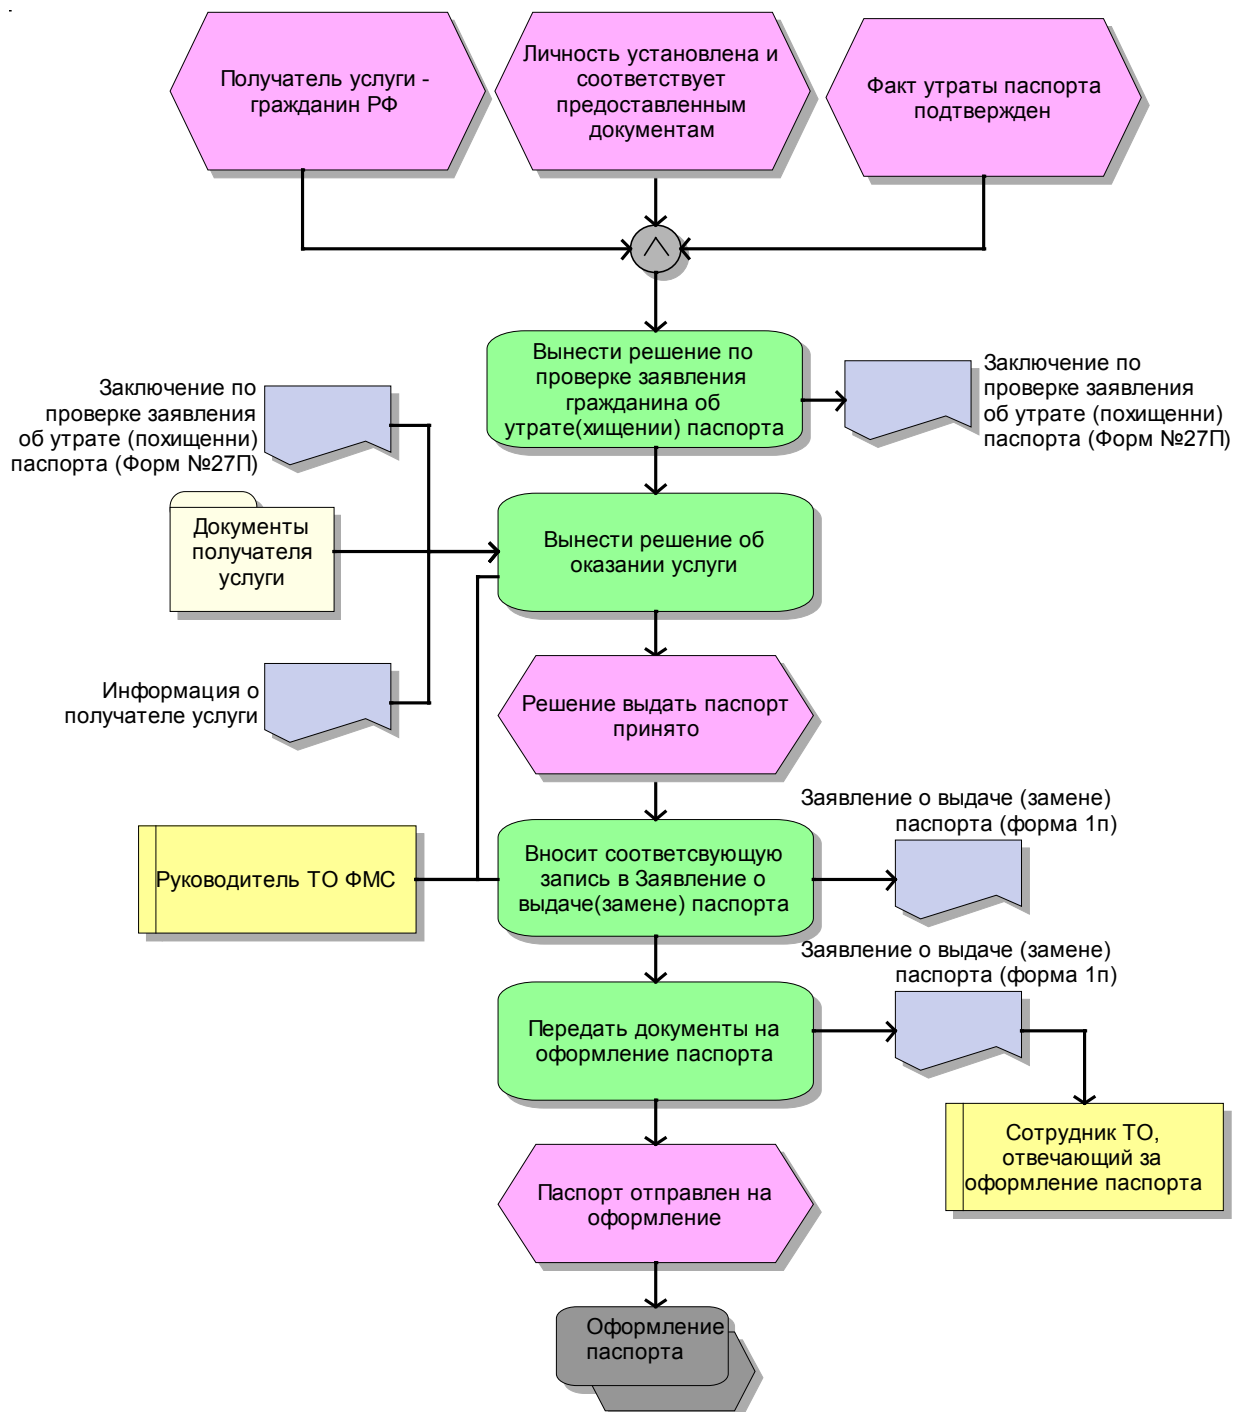 Получатель услуги -
гражданин РФ
Личность установлена и
соответствует
предоставленным
документам
Факт утраты паспорта
подтвержден
Вынести решение по
проверке заявления
гражданина об
утрате(хищении) паспорта
Заключение по
проверке заявления
об утрате (похищенни)
паспорта (Форм №27П)
Заключение по
проверке заявления
об утрате (похищенни)
паспорта (Форм №27П)
Документы
получателя
услуги
Вынести решение об
оказании услуги
Информация о
получателе услуги
Решение выдать паспорт
принято
Заявление о выдаче (замене)
паспорта (форма 1п)
Руководитель ТО ФМС
Вносит соответсвующую
запись в Заявление о
выдаче(замене) паспорта
Заявление о выдаче (замене)
паспорта (форма 1п)
Передать документы на
оформление паспорта
Сотрудник ТО,
отвечающий за
оформление паспорта
Паспорт отправлен на
оформление
Оформление
паспорта